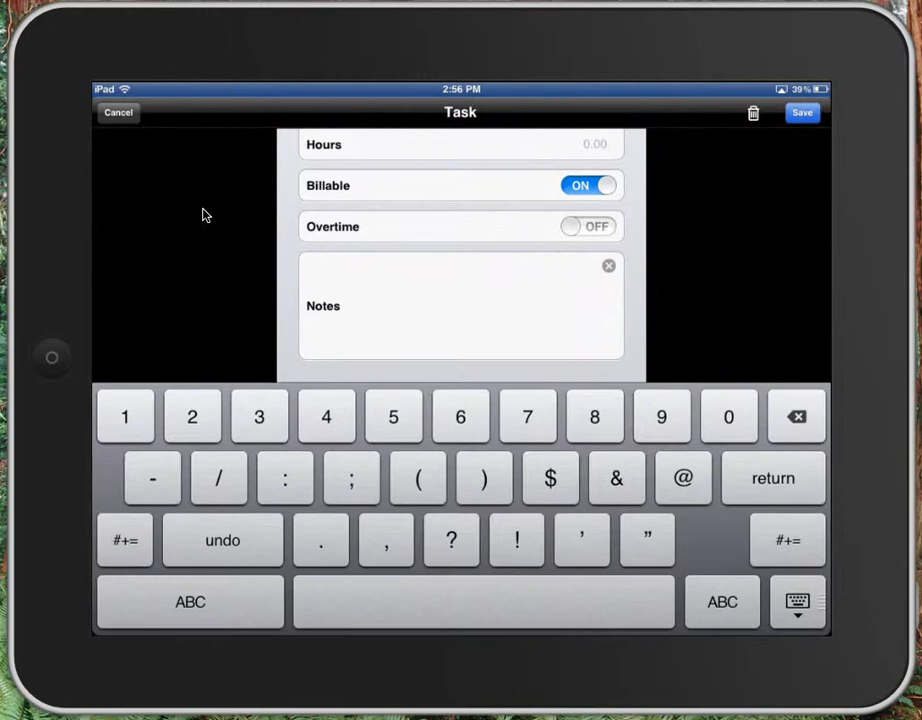 iPad 2:56 PM 39%
Cancel Task Save
Hours 0.00
Billable ON
Overtime OFF
Notes
1 2 3 4 5 6 7 8 9 0
- / : ; ( ) $ & @ return
#+= undo . , ? ! ’ ” #+=
ABC ABC